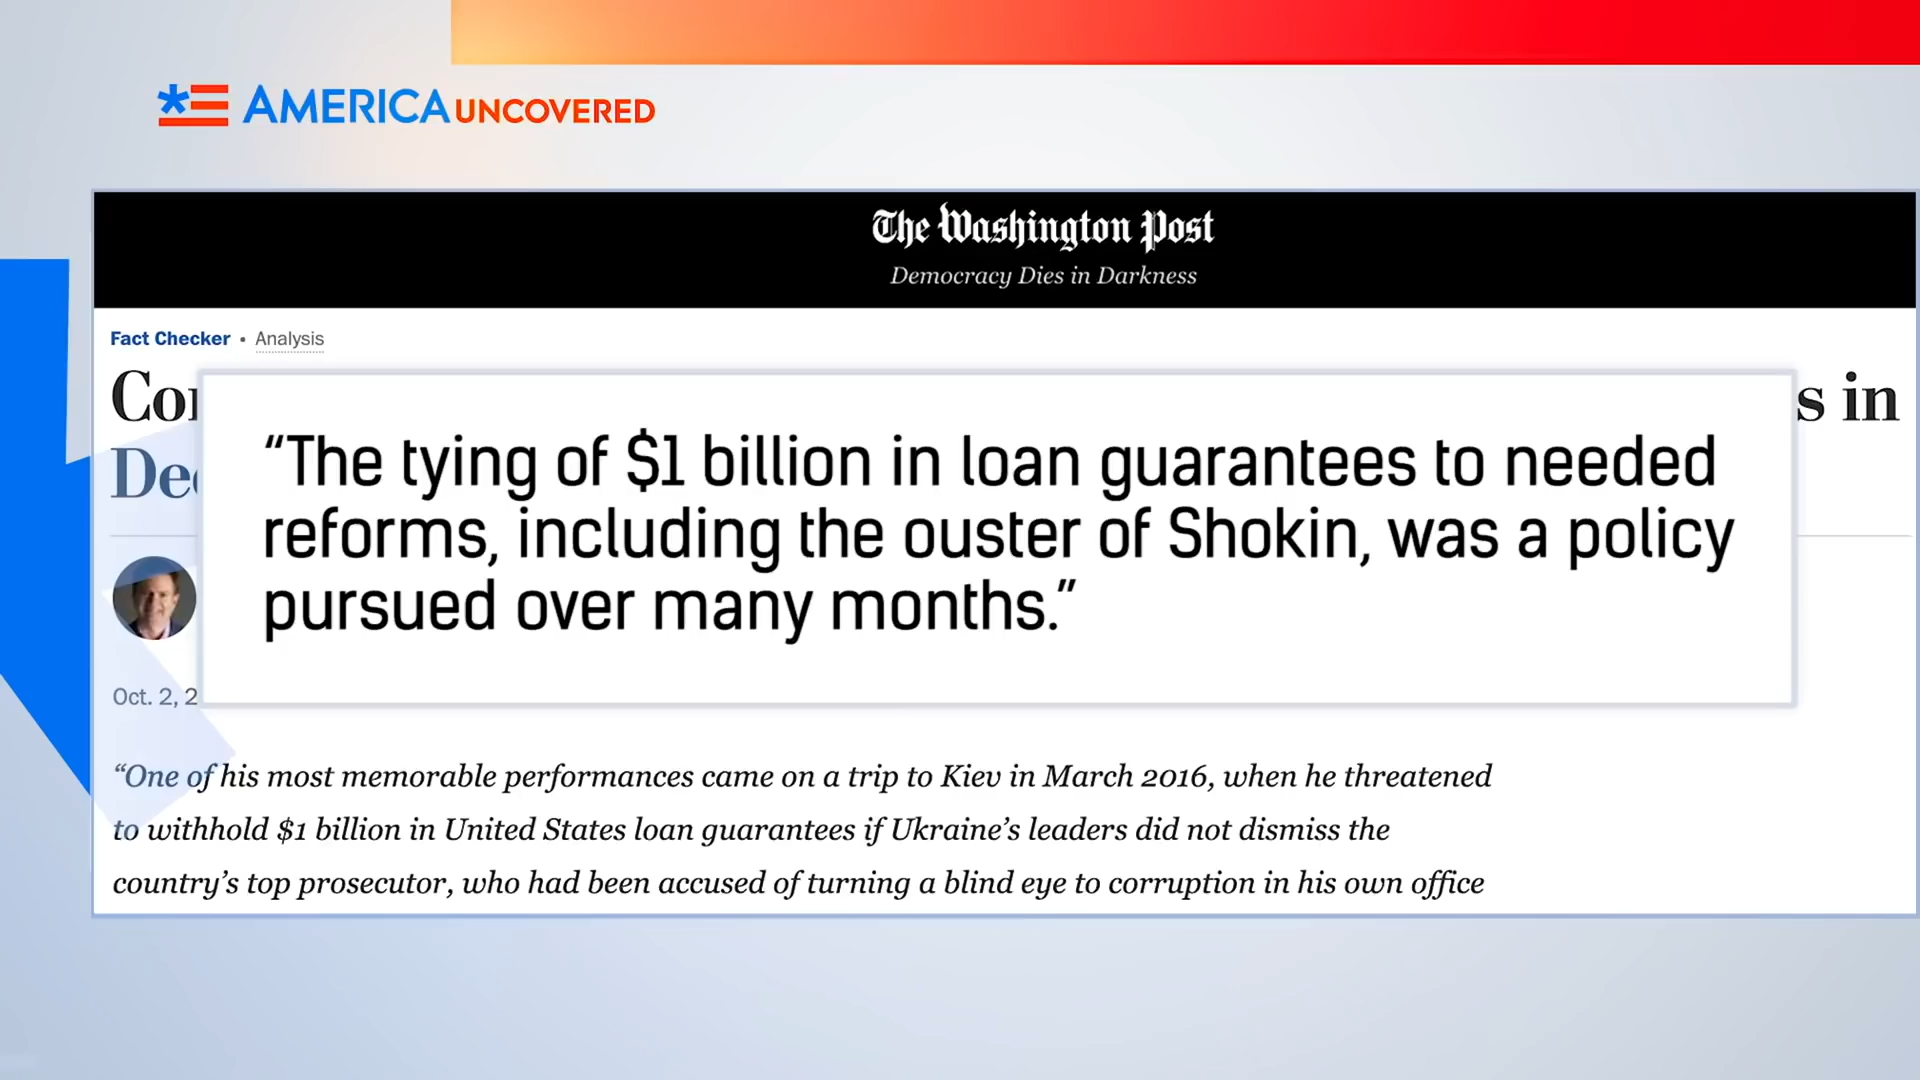 AMERICA UNCOVERED
The Washington Post
Democracy Dies in Darkness
Fact Checker • Analysis
s in
“The tying of $1 billion in loan guarantees to needed
reforms, including the ouster of Shokin, was a policy
pursued over many months.”
Oct. 2, 2
“One of his most memorable performances came on a trip to Kiev in March 2016, when he threatened
to withhold $1 billion in United States loan guarantees if Ukraine’s leaders did not dismiss the
country’s top prosecutor, who had been accused of turning a blind eye to corruption in his own office